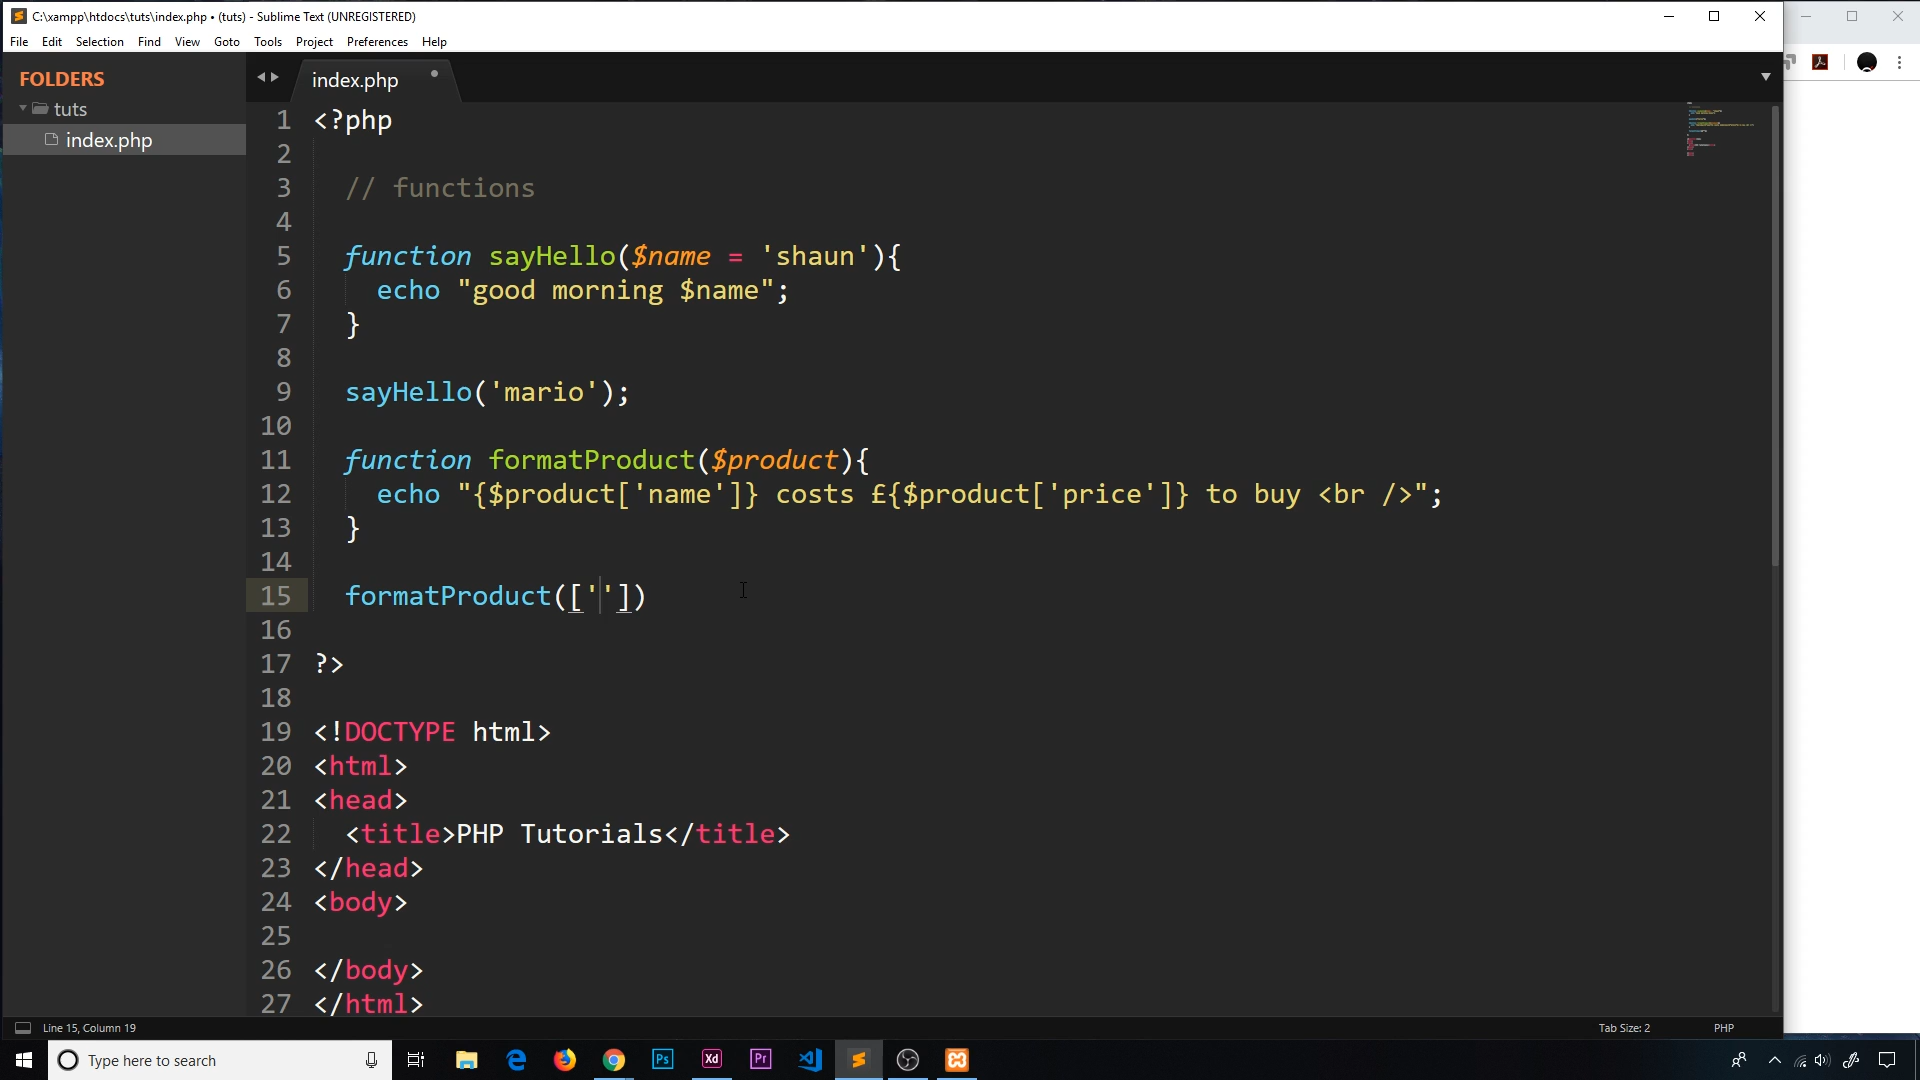 C:\xampp\htdocs\tuts\index.php • (tuts) - Sublime Text (UNREGISTERED)
File Edit Selection Find View Goto Tools Project Preferences Help
FOLDERS
tuts
index.php
index.php
1 <?php
2
3 // functions
4
5 function sayHello($name = 'shaun'){
6 echo "good morning $name";
7 }
8
9 sayHello('mario');
10
11 function formatProduct($product){
12 echo "{$product['name']} costs £{$product['price']} to buy <br />";
13 }
14
15 formatProduct([''])
16
17 ?>
18
19 <!DOCTYPE html>
20 <html>
21 <head>
22 <title>PHP Tutorials</title>
23 </head>
24 <body>
25
26 </body>
27 </html>
Line 15, Column 19
Tab Size: 2
PHP
Type here to search
Ps
Xd
Pr